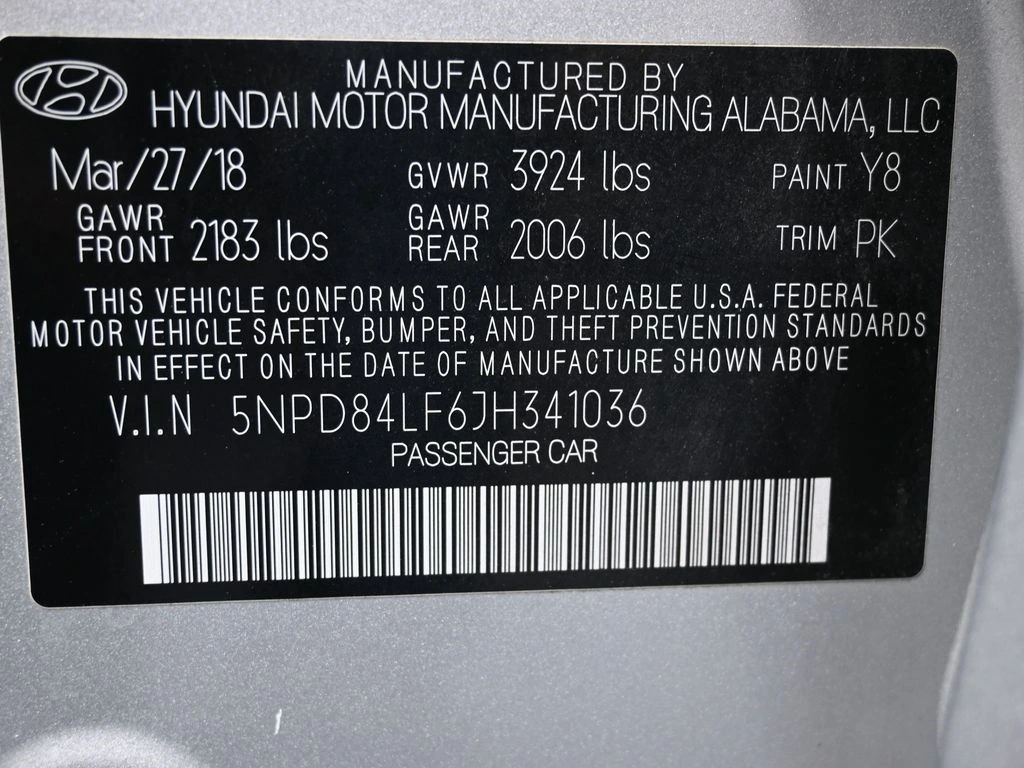 MANUFACTURED BY
HYUNDAI MOTOR MANUFACTURING ALABAMA, LLC
Mar/27/18 GVWR 3924 lbs PAINT Y8
GAWR FRONT 2183 lbs GAWR REAR 2006 lbs TRIM PK
THIS VEHICLE CONFORMS TO ALL APPLICABLE U.S.A. FEDERAL
MOTOR VEHICLE SAFETY, BUMPER, AND THEFT PREVENTION STANDARDS
IN EFFECT ON THE DATE OF MANUFACTURE SHOWN ABOVE
V.I.N 5NPD84LF6JH341036
PASSENGER CAR